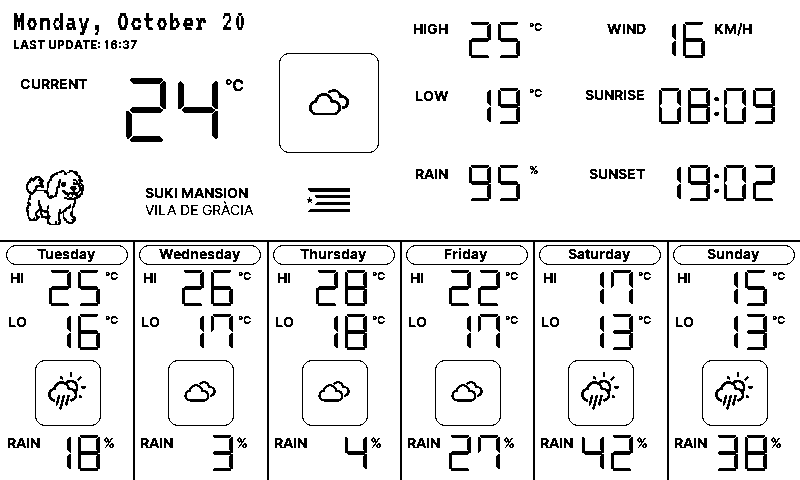 Monday, October 20
LAST UPDATE: 16:37
CURRENT 24 °C
HIGH 25 °C
WIND 16 KM/H
LOW 19 °C
SUNRISE 08:09
RAIN 95 %
SUNSET 19:02
SUKI MANSION
VILA DE GRÀCIA
Tuesday
HI 25 °C
LO 16 °C
RAIN 18 %
Wednesday
HI 26 °C
LO 17 °C
RAIN 3 %
Thursday
HI 28 °C
LO 18 °C
RAIN 4 %
Friday
HI 22 °C
LO 17 °C
RAIN 27 %
Saturday
HI 17 °C
LO 13 °C
RAIN 42 %
Sunday
HI 15 °C
LO 13 °C
RAIN 38 %